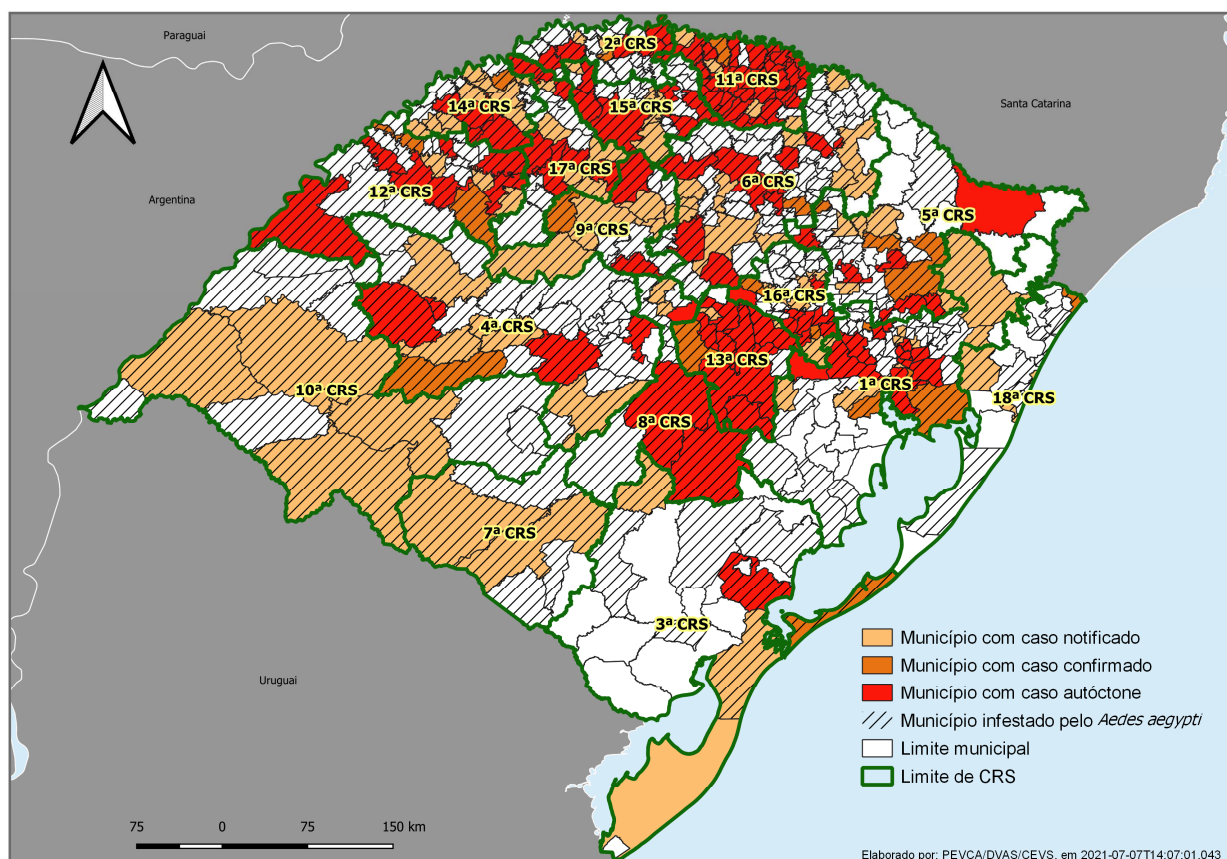 Paraguai
2ª CRS
11ª CRS
Santa Catarina
14ª CRS
15ª CRS
17ª CRS
6ª CRS
12ª CRS
Argentina
5ª CRS
9ª CRS
16ª CRS
4ª CRS
13ª CRS
10ª CRS
1ª CRS
18ª CRS
8ª CRS
7ª CRS
3ª CRS
Uruguai
Município com caso notificado
Município com caso confirmado
Município com caso autóctone
Município infestado pelo Aedes aegypti
Limite municipal
Limite de CRS
75 0 75 150 km
Elaborado por: PEVCA/DVAS/CEVS, em 2021-07-07T14:07:01.043